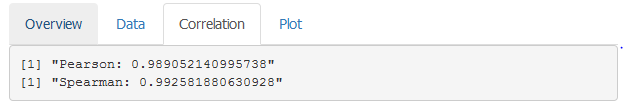 Overview Data Correlation Plot
[1] "Pearson: 0.989052140995738"
[1] "Spearman: 0.992581880630928"